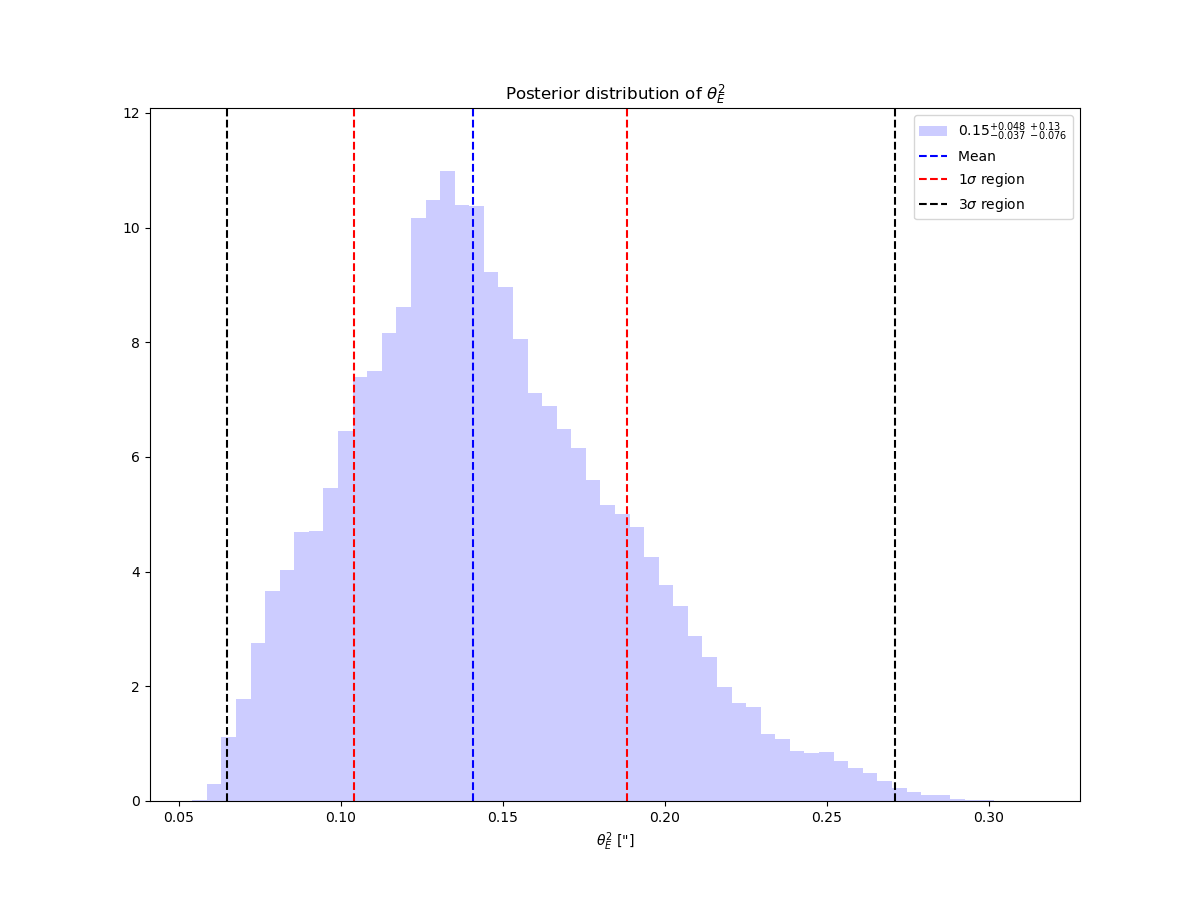 Posterior distribution of $\theta_E^2$
12
10
8
6
4
2
0
0.05 0.10 0.15 0.20 0.25 0.30
$\theta_E^2$ ["]
$0.15^{+0.048}_{-0.037}{}^{+0.13}_{-0.076}$
Mean
1σ region
3σ region